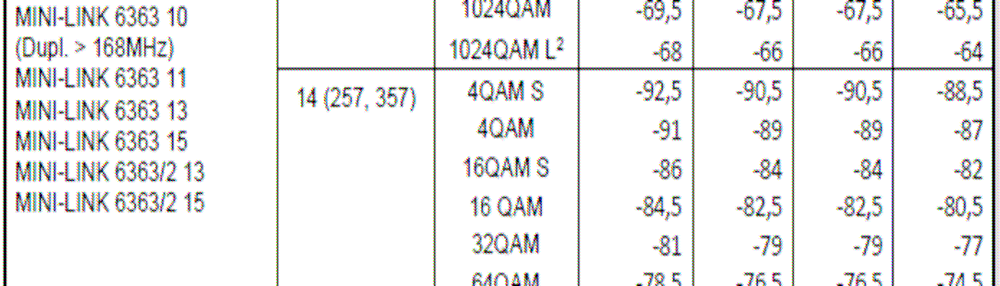 MINI-LINK 6363 10
(Dupl. > 168MHz)
MINI-LINK 6363 11
MINI-LINK 6363 13
MINI-LINK 6363 15
MINI-LINK 6363/2 13
MINI-LINK 6363/2 15
14 (257, 357)
1024QAM -69,5 -67,5 -67,5 -65,5
1024QAM L² -68 -66 -66 -64
4QAM S -92,5 -90,5 -90,5 -88,5
4QAM -91 -89 -89 -87
16QAM S -86 -84 -84 -82
16 QAM -84,5 -82,5 -82,5 -80,5
32QAM -81 -79 -79 -77
64QAM -78,5 -76,5 -76,5 -74,5